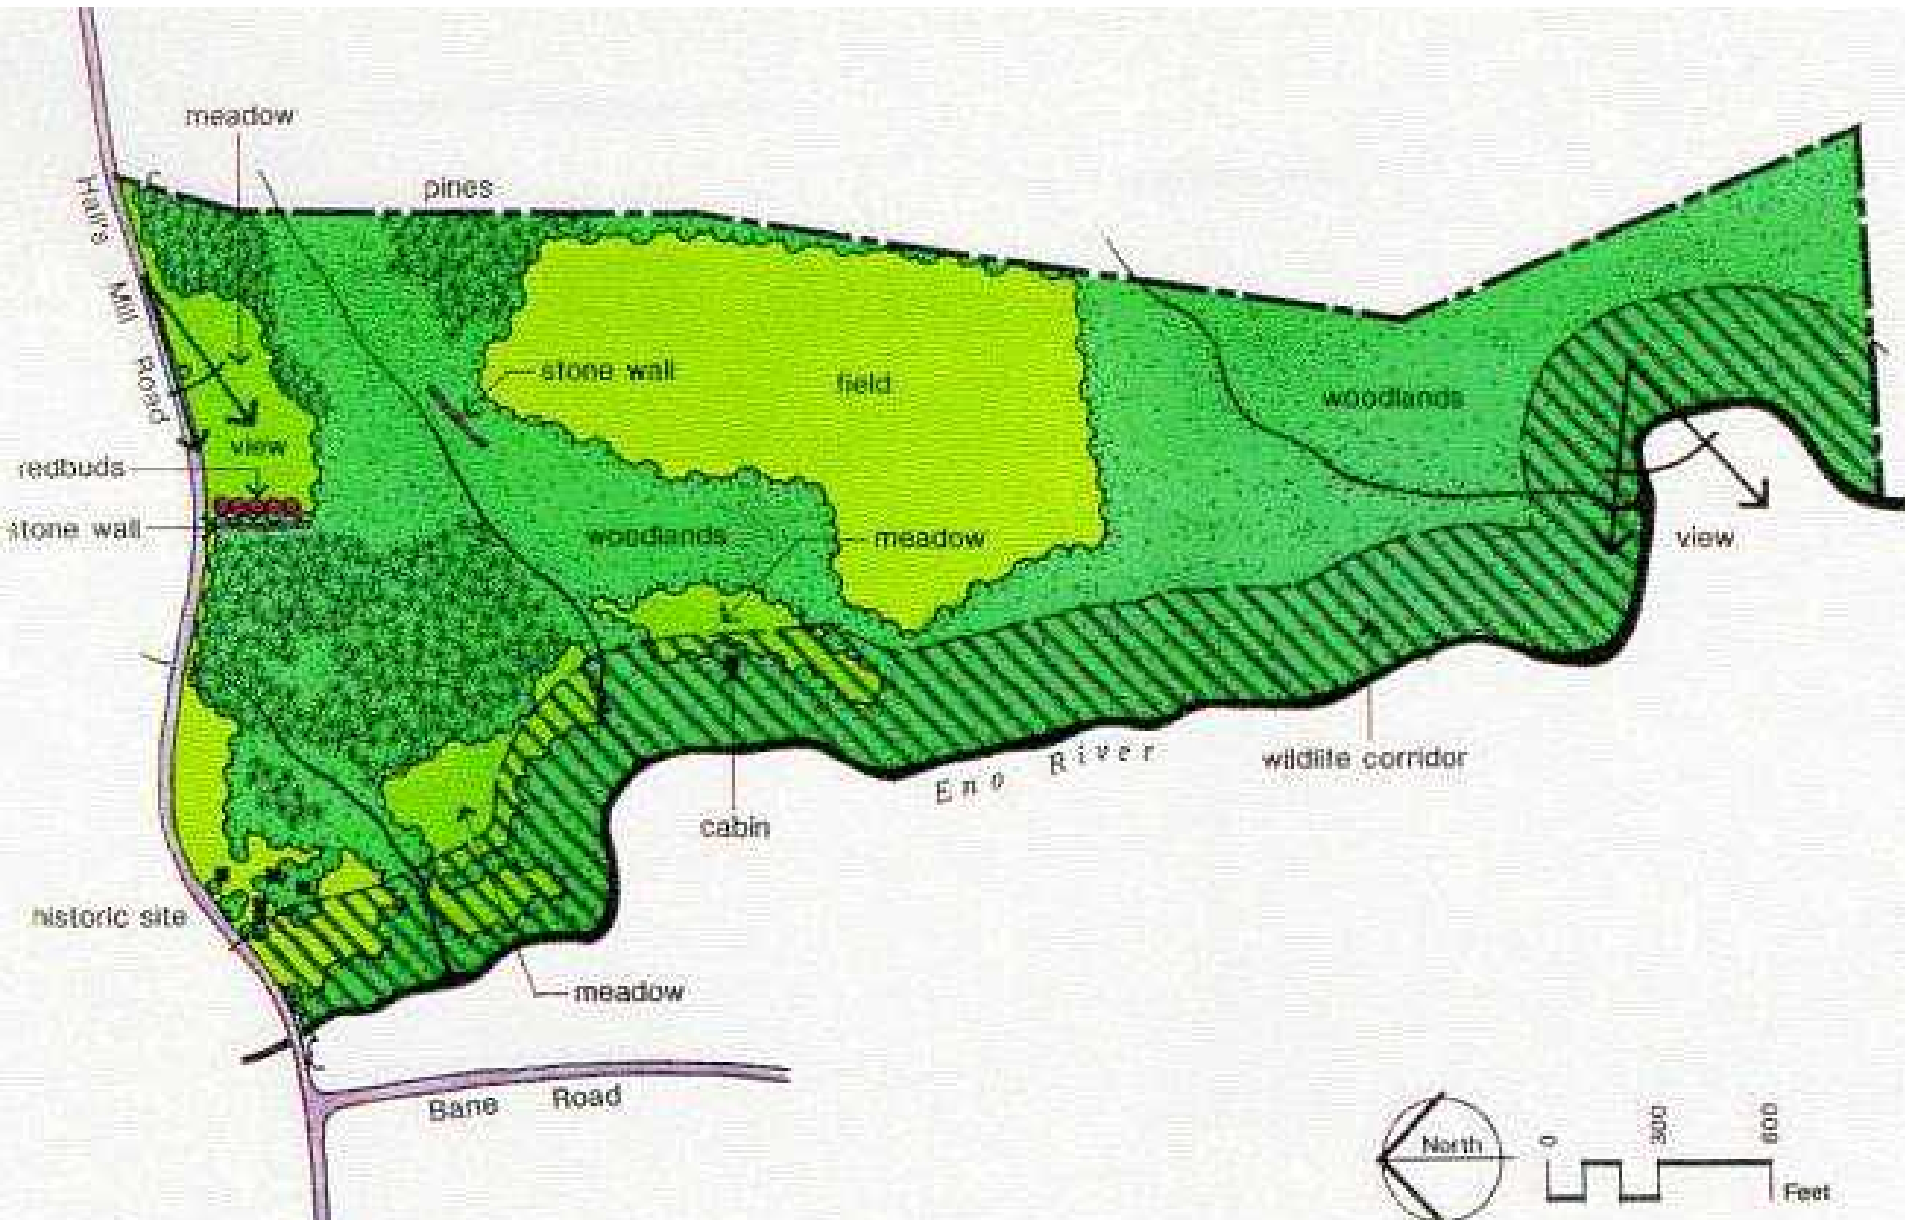 meadow
pines
Hall's Mill Road
stone wall
field
woodlands
view
redbuds
stone wall
woodlands
meadow
view
Eno River
wildlife corridor
cabin
historic site
meadow
Bane Road
North
0 300 600
Feet